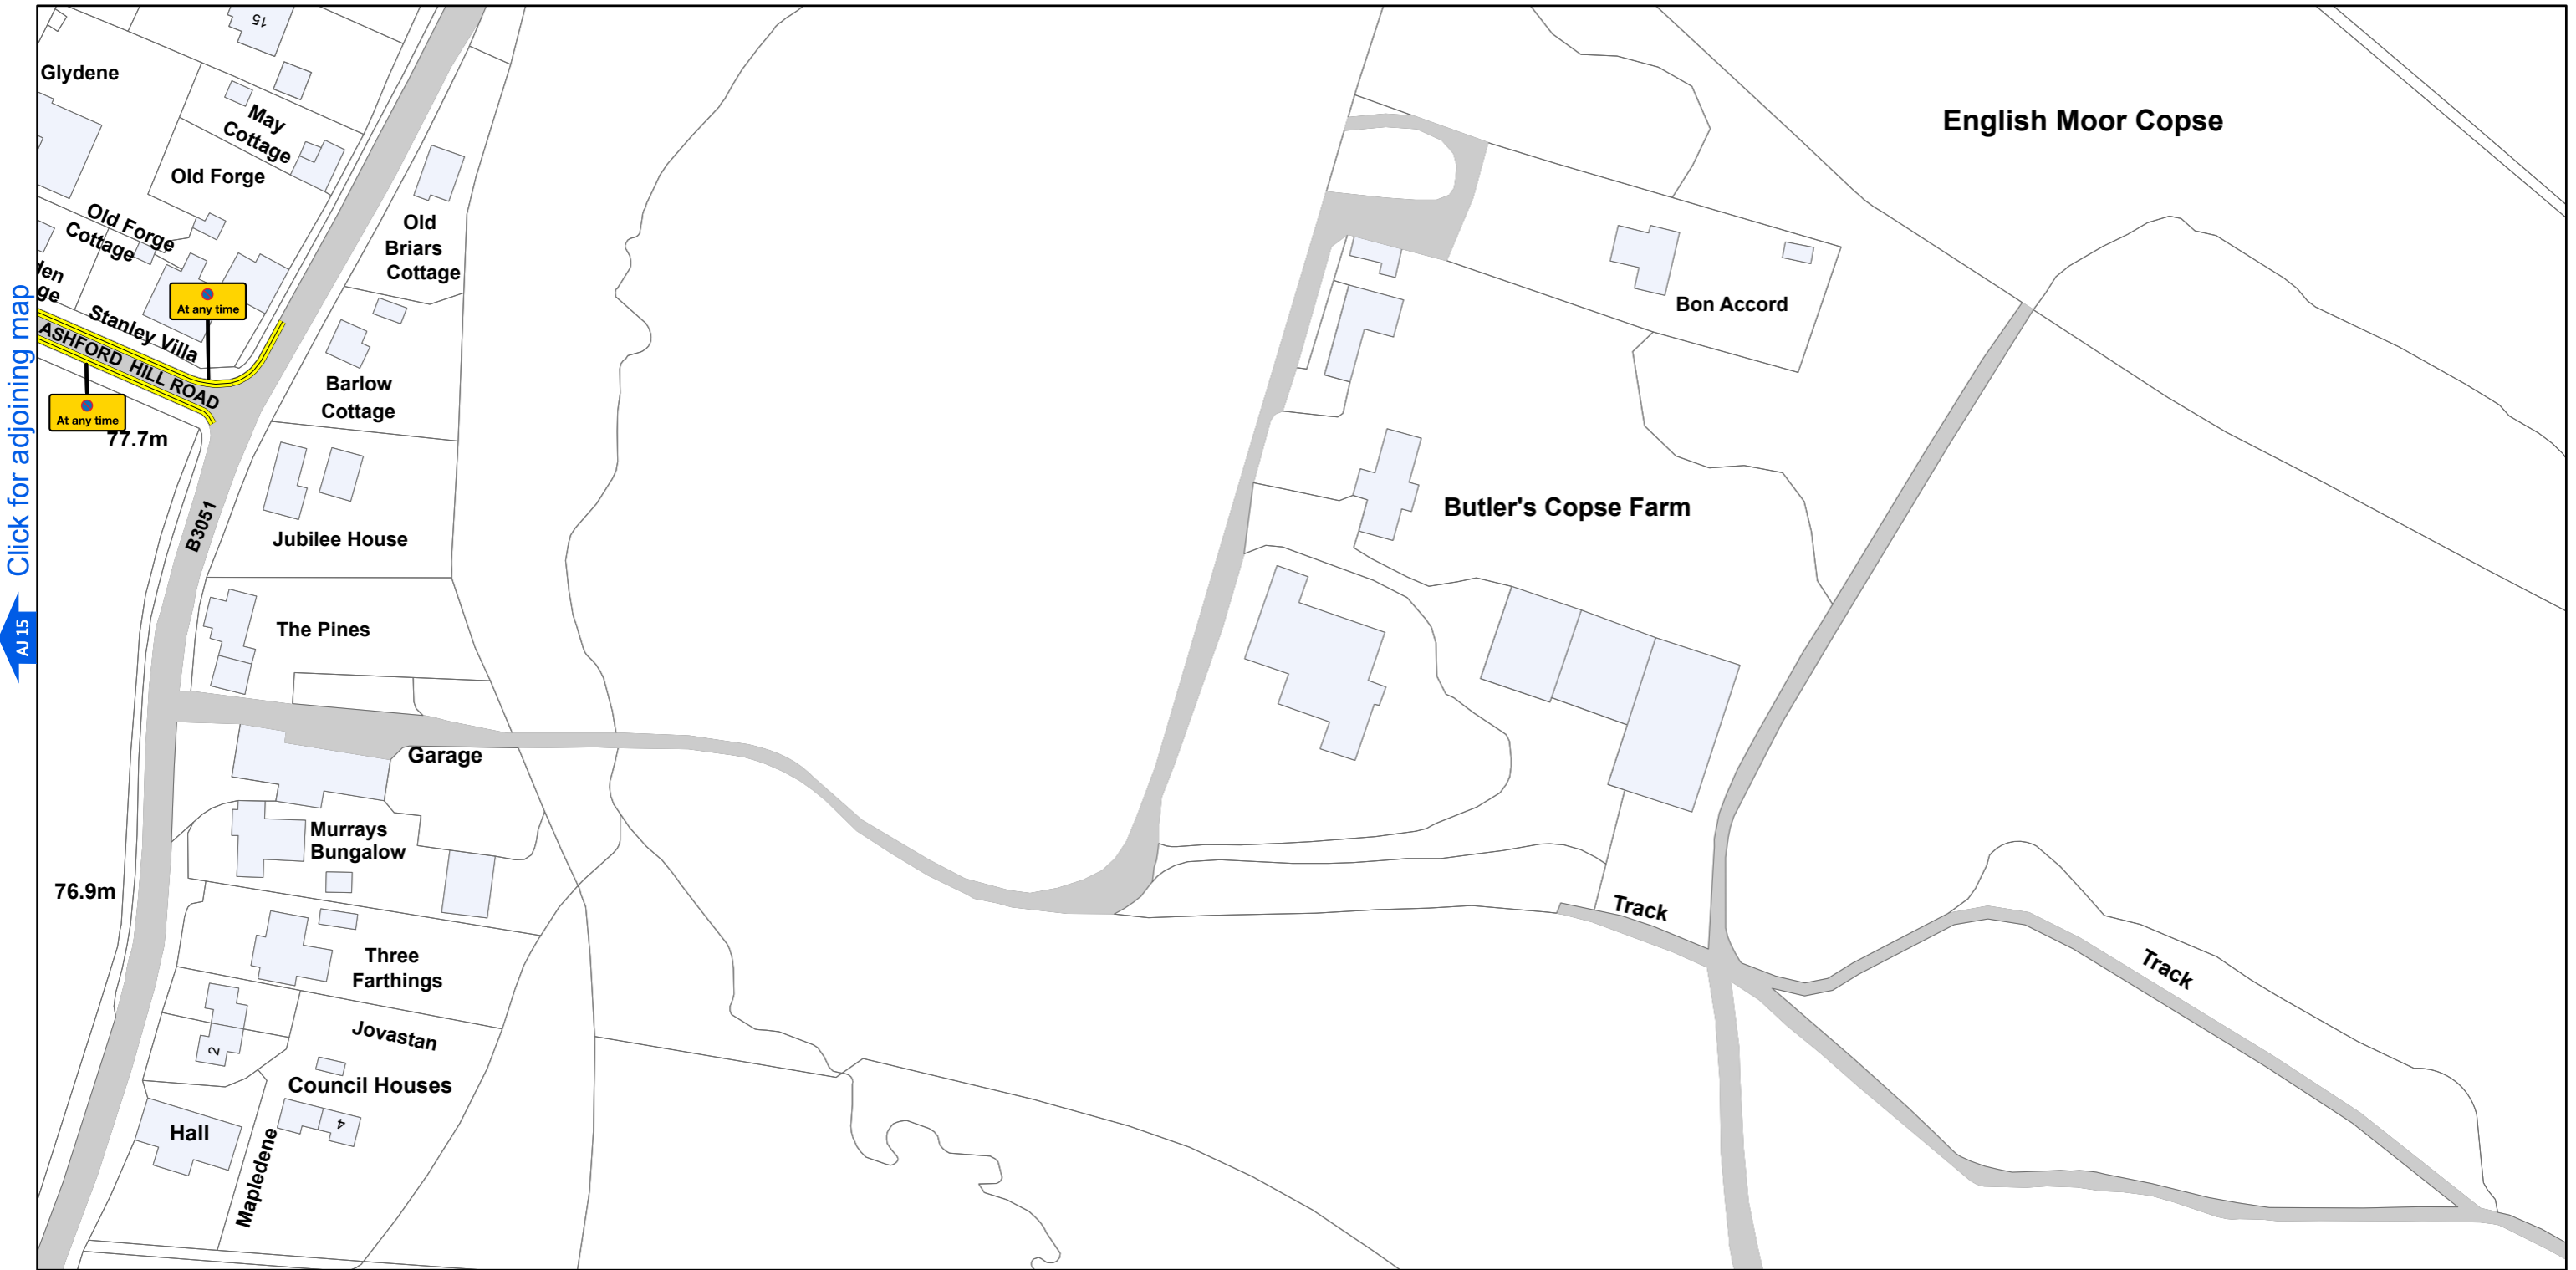 15
Glydene
May
Cottage
Old Forge
Old Forge
Cottage
Old
Briars
Cottage
English Moor Copse
Bon Accord
At any time
Stanley Villa
ASHFORD HILL ROAD
At any time
77.7m
Barlow
Cottage
Click for adjoining map
AJ 15
B3051
Jubilee House
Butler's Copse Farm
The Pines
Garage
Murrays
Bungalow
76.9m
Track
Three
Farthings
Track
Jovastan
2
Council Houses
4
Hall
Mapledene